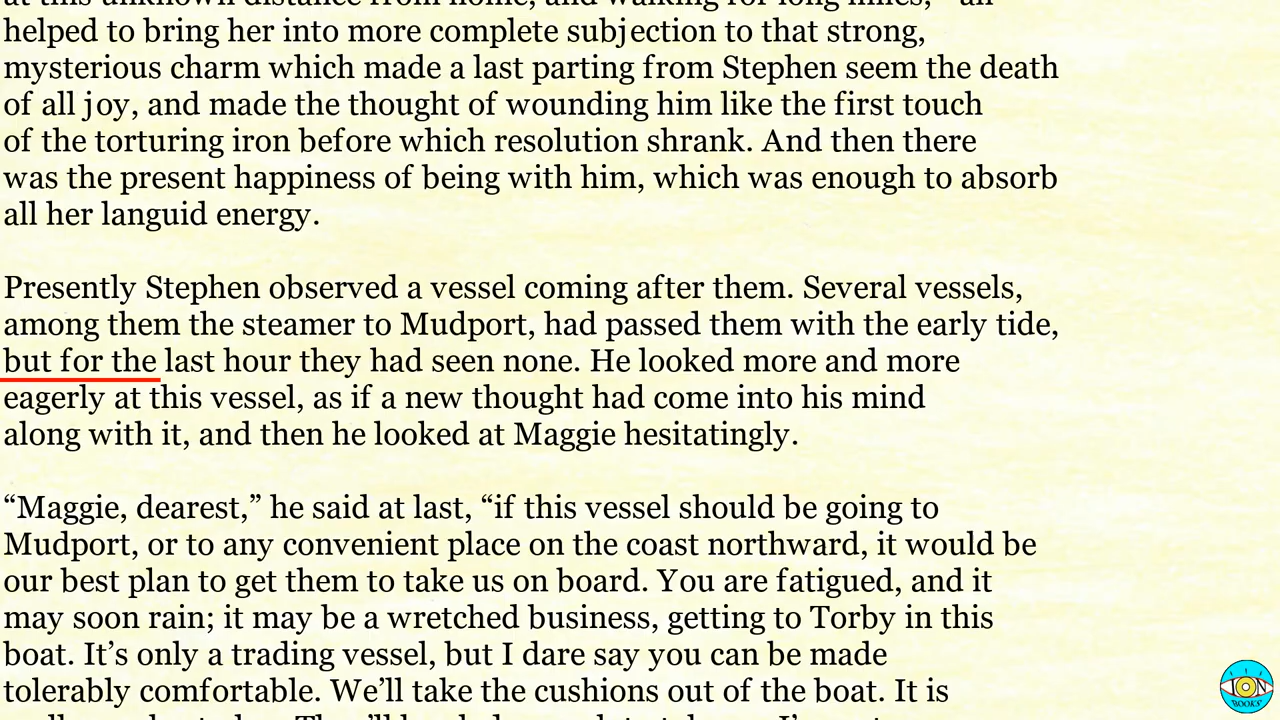 helped to bring her into more complete subjection to that strong,
mysterious charm which made a last parting from Stephen seem the death
of all joy, and made the thought of wounding him like the first touch
of the torturing iron before which resolution shrank. And then there
was the present happiness of being with him, which was enough to absorb
all her languid energy.
Presently Stephen observed a vessel coming after them. Several vessels,
among them the steamer to Mudport, had passed them with the early tide,
but for the last hour they had seen none. He looked more and more
eagerly at this vessel, as if a new thought had come into his mind
along with it, and then he looked at Maggie hesitatingly.
“Maggie, dearest,” he said at last, “if this vessel should be going to
Mudport, or to any convenient place on the coast northward, it would be
our best plan to get them to take us on board. You are fatigued, and it
may soon rain; it may be a wretched business, getting to Torby in this
boat. It’s only a trading vessel, but I dare say you can be made
tolerably comfortable. We’ll take the cushions out of the boat. It is
ION
BOOKS